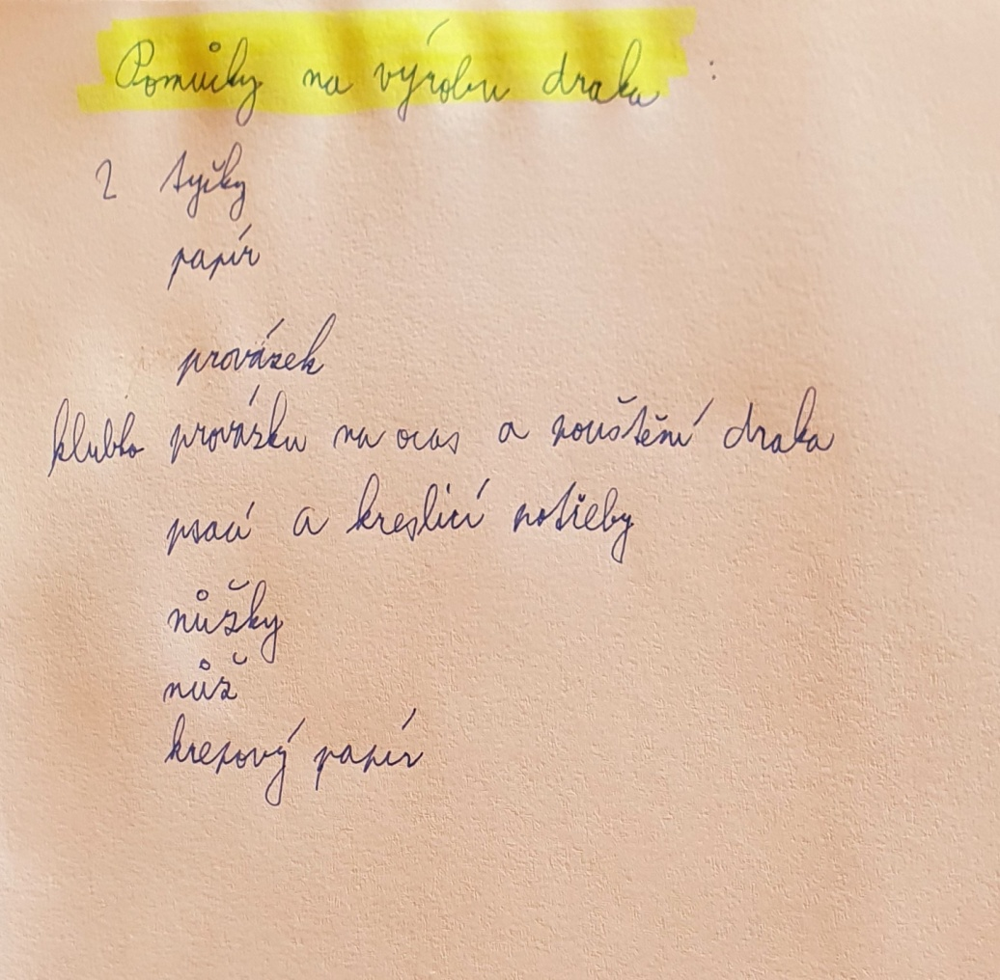 Pomůcky na výrobu draka :
2 tyčky
papír
provázek
klubko provázku na ocas a pouštění draka
psací a kreslicí potřeby
nůžky
nůž
krepový papír